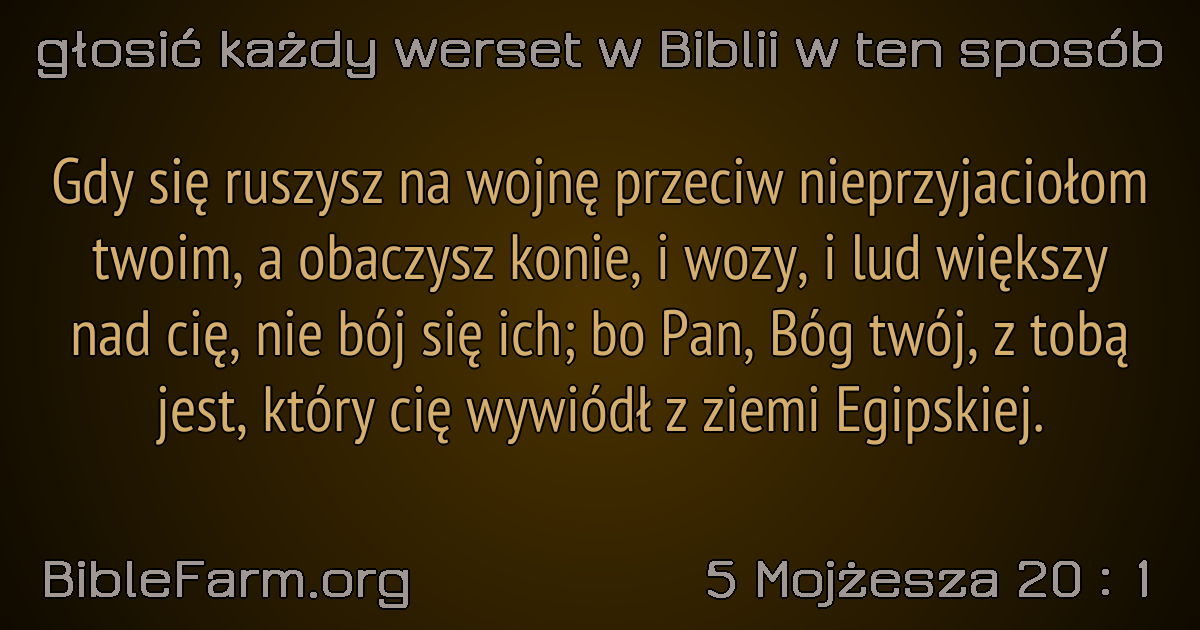 głosić każdy werset w Biblii w ten sposób
Gdy się ruszysz na wojnę przeciw nieprzyjaciołom
twoim, a obaczysz konie, i wozy, i lud większy
nad cię, nie bój się ich; bo Pan, Bóg twój, z tobą
jest, który cię wywiódł z ziemi Egipskiej.
BibleFarm.org
5 Mojżesza 20 : 1